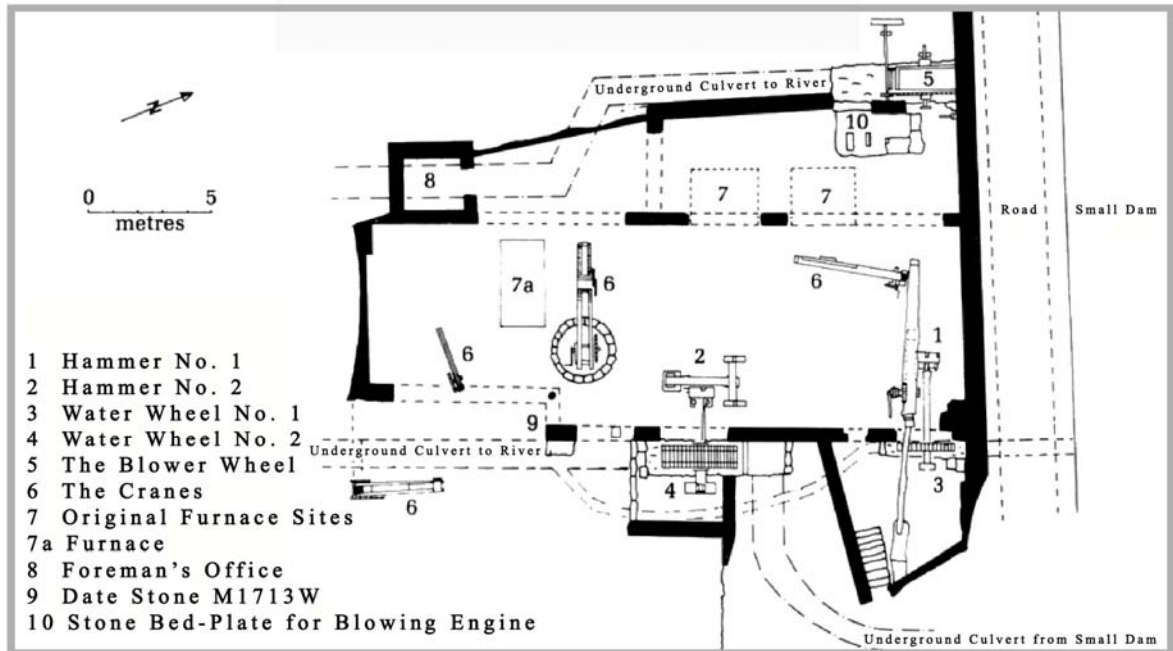 Underground Culvert to River
5
10
N
0 5
metres
8
7
7
Road
Small Dam
6
7a
6
6
1
2
9
Underground Culvert to River
4
3
6
1 Hammer No. 1
2 Hammer No. 2
3 Water Wheel No. 1
4 Water Wheel No. 2
5 The Blower Wheel
6 The Cranes
7 Original Furnace Sites
7a Furnace
8 Foreman's Office
9 Date Stone M1713W
10 Stone Bed-Plate for Blowing Engine
Underground Culvert from Small Dam